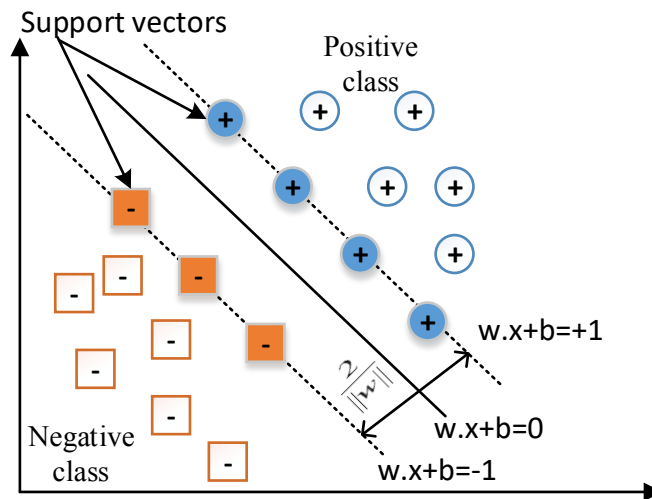 Support vectors
Positive
class
+ + +
+ + +
- + +
- - - +
- - -
w.x+b=+1
2
‖w‖
-
Negative
class
w.x+b=0
-
w.x+b=-1